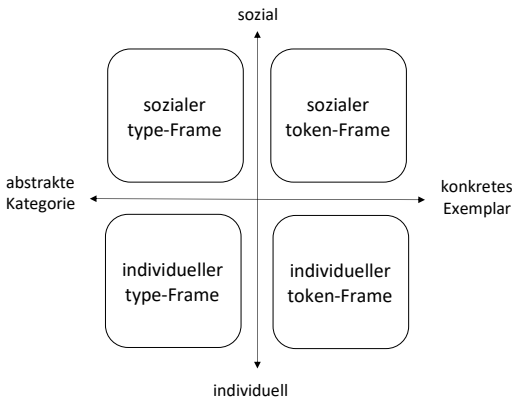 sozial
sozialer
type-Frame
sozialer
token-Frame
abstrakte
Kategorie
konkretes
Exemplar
individueller
type-Frame
individueller
token-Frame
individuell